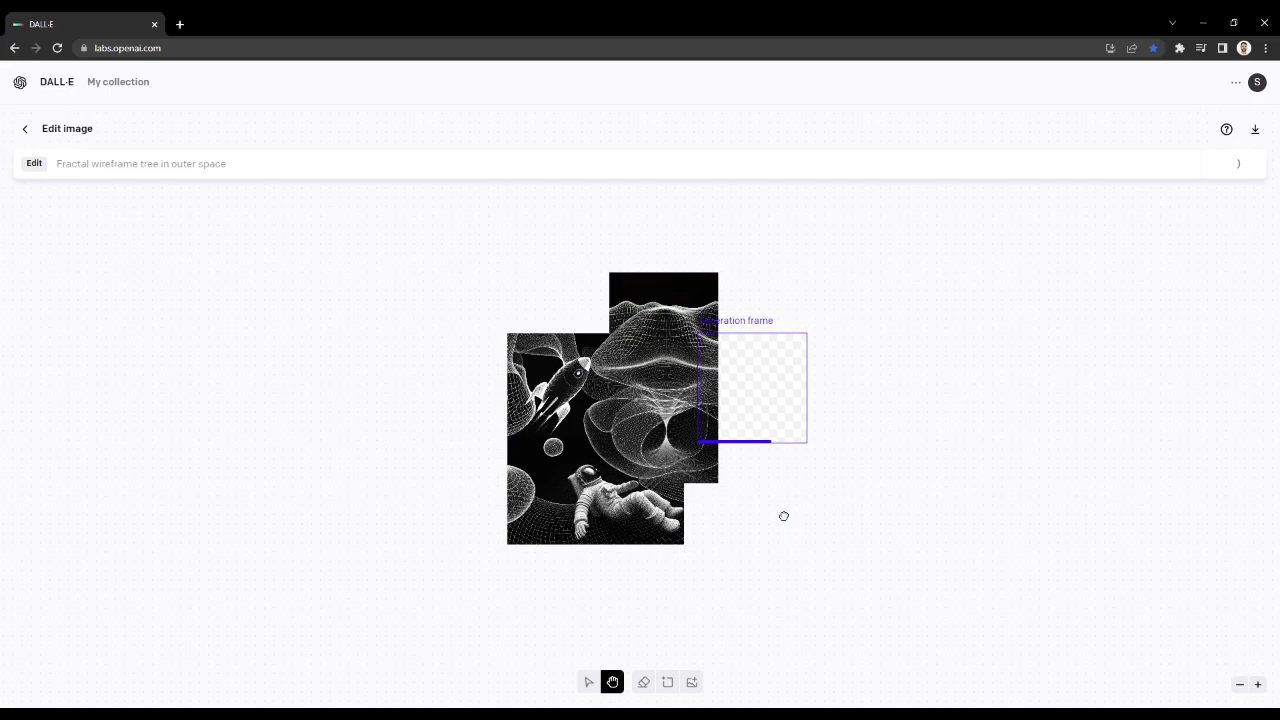 DALL·E
labs.openai.com
DALL·E
My collection
S
Edit image
Edit
Fractal wireframe tree in outer space
eration frame